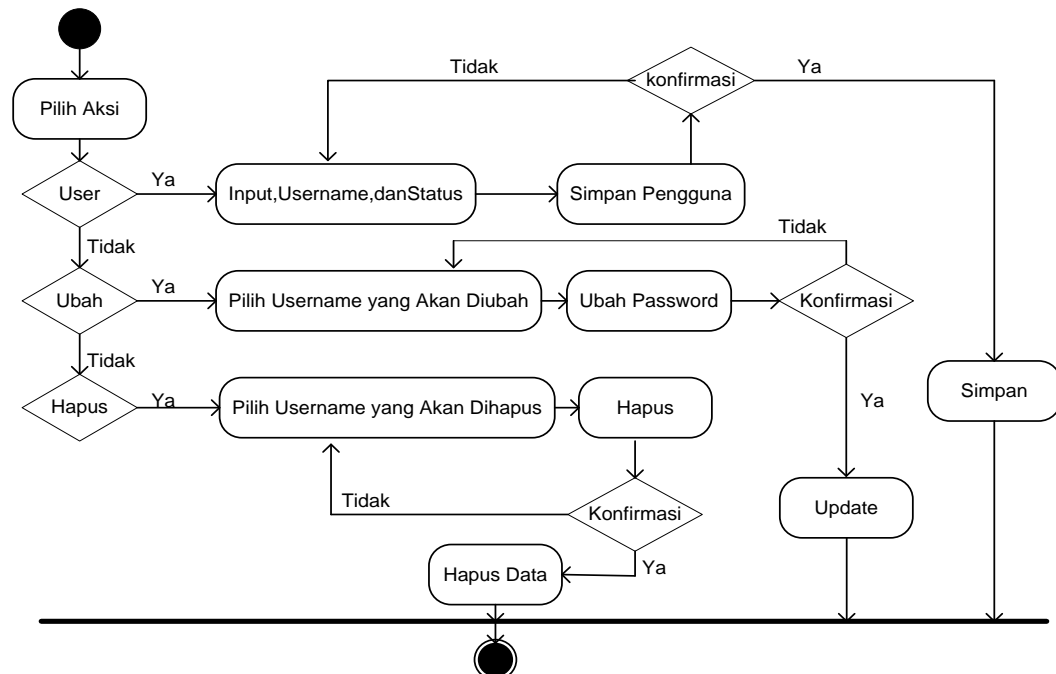 Tidak
konfirmasi
Ya
Pilih Aksi
User
Ya
Input,Username,danStatus
Simpan Pengguna
Tidak
Tidak
Ubah
Ya
Pilih Username yang Akan Diubah
Ubah Password
Konfirmasi
Tidak
Hapus
Ya
Pilih Username yang Akan Dihapus
Hapus
Ya
Simpan
Tidak
Konfirmasi
Update
Hapus Data
Ya